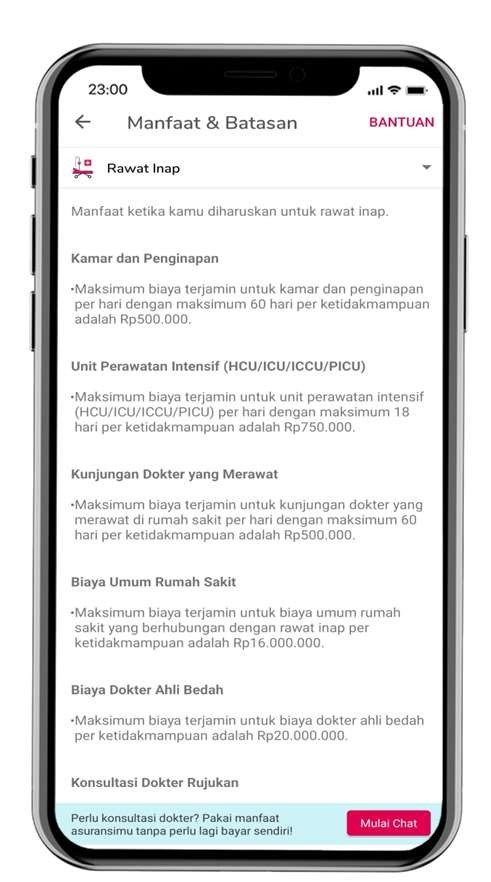 23:00
Manfaat & Batasan
BANTUAN
Rawat Inap
Manfaat ketika kamu diharuskan untuk rawat inap.
Kamar dan Penginapan
•Maksimum biaya terjamin untuk kamar dan penginapan
per hari dengan maksimum 60 hari per ketidakmampuan
adalah Rp500.000.
Unit Perawatan Intensif (HCU/ICU/ICCU/PICU)
•Maksimum biaya terjamin untuk unit perawatan intensif
(HCU/ICU/ICCU/PICU) per hari dengan maksimum 18
hari per ketidakmampuan adalah Rp750.000.
Kunjungan Dokter yang Merawat
•Maksimum biaya terjamin untuk kunjungan dokter yang
merawat di rumah sakit per hari dengan maksimum 60
hari per ketidakmampuan adalah Rp500.000.
Biaya Umum Rumah Sakit
•Maksimum biaya terjamin untuk biaya umum rumah
sakit yang berhubungan dengan rawat inap per
ketidakmampuan adalah Rp16.000.000.
Biaya Dokter Ahli Bedah
•Maksimum biaya terjamin untuk biaya dokter ahli bedah
per ketidakmampuan adalah Rp20.000.000.
Konsultasi Dokter Rujukan
Perlu konsultasi dokter? Pakai manfaat
asuransimu tanpa perlu lagi bayar sendiri!
Mulai Chat